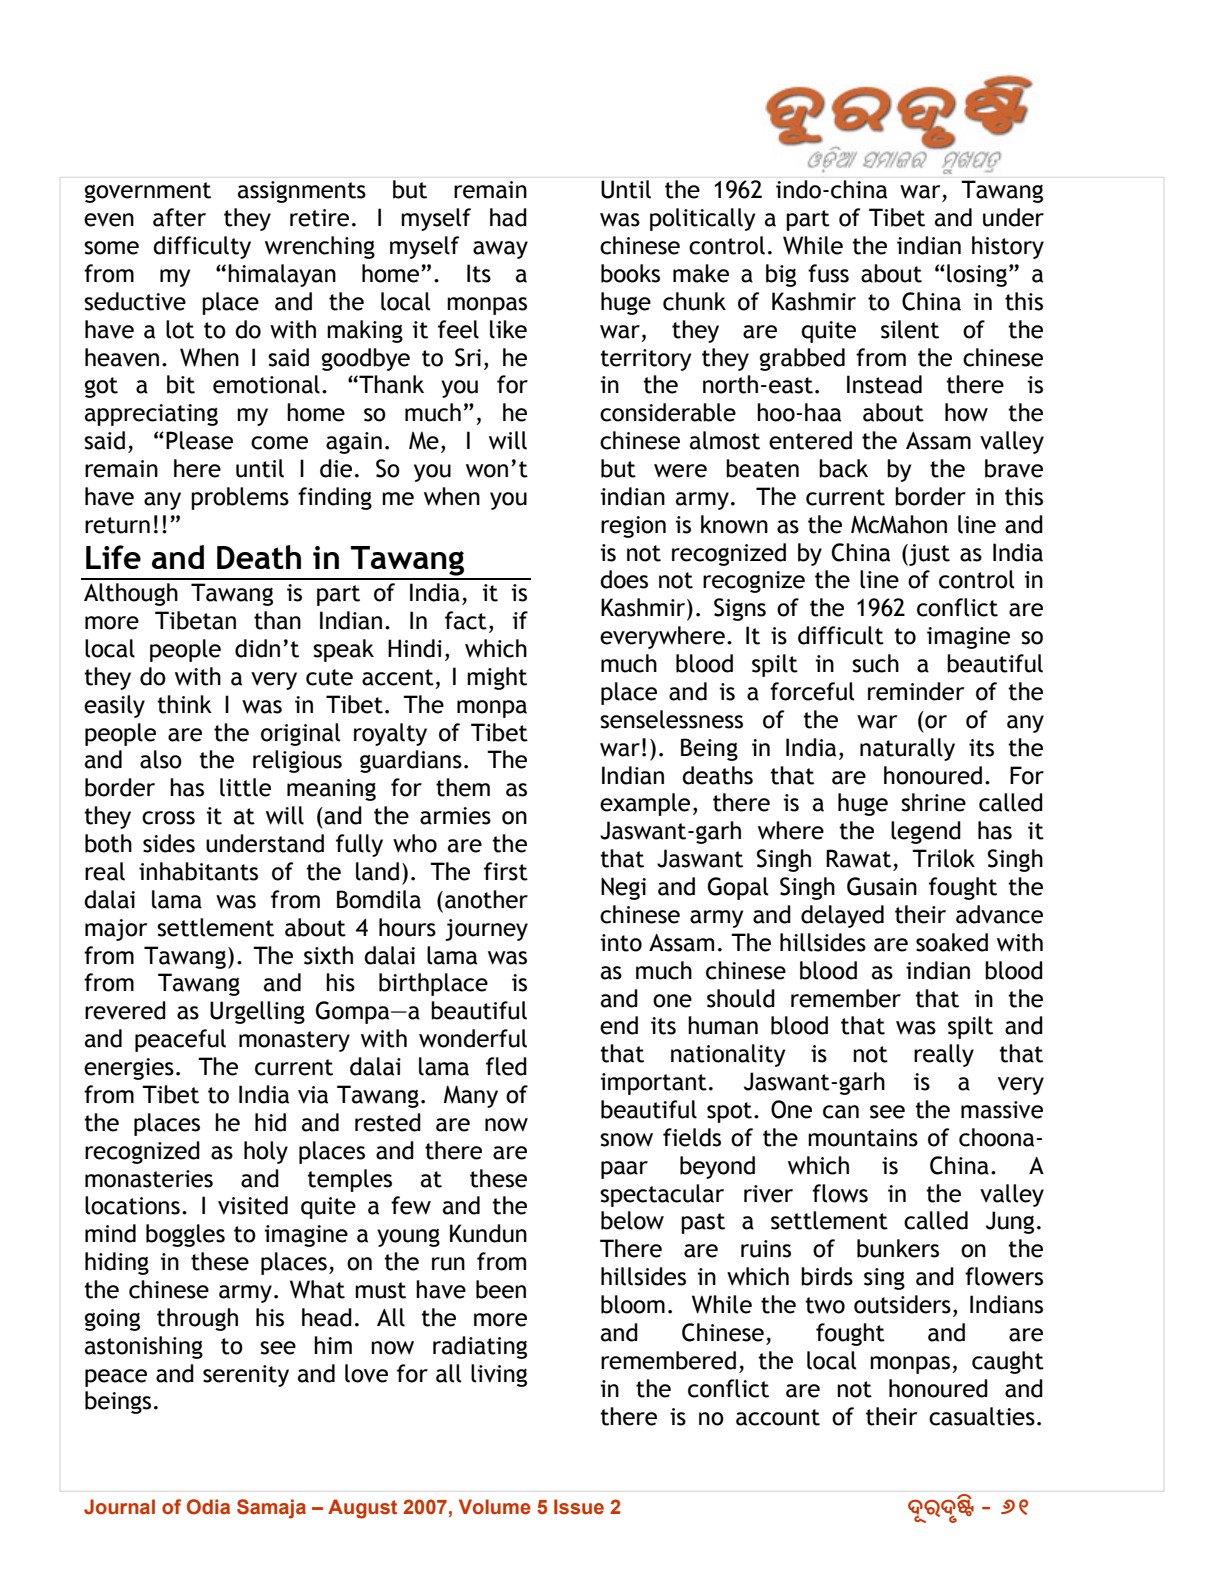 ଦୁରଦୃଷ୍ଟି
ଓଡ଼ିଆ ସମାଜର ମୁଖପତ୍ର
government assignments but remain
even after they retire. I myself had
some difficulty wrenching myself away
from my “himalayan home”. Its a
seductive place and the local monpas
have a lot to do with making it feel like
heaven. When I said goodbye to Sri, he
got a bit emotional. “Thank you for
appreciating my home so much”, he
said, “Please come again. Me, I will
remain here until I die. So you won’t
have any problems finding me when you
return!!”
Life and Death in Tawang
Although Tawang is part of India, it is
more Tibetan than Indian. In fact, if
local people didn’t speak Hindi, which
they do with a very cute accent, I might
easily think I was in Tibet. The monpa
people are the original royalty of Tibet
and also the religious guardians. The
border has little meaning for them as
they cross it at will (and the armies on
both sides understand fully who are the
real inhabitants of the land). The first
dalai lama was from Bomdila (another
major settlement about 4 hours journey
from Tawang). The sixth dalai lama was
from Tawang and his birthplace is
revered as Urgelling Gompa—a beautiful
and peaceful monastery with wonderful
energies. The current dalai lama fled
from Tibet to India via Tawang. Many of
the places he hid and rested are now
recognized as holy places and there are
monasteries and temples at these
locations. I visited quite a few and the
mind boggles to imagine a young Kundun
hiding in these places, on the run from
the chinese army. What must have been
going through his head. All the more
astonishing to see him now radiating
peace and serenity and love for all living
beings.
Until the 1962 indo-china war, Tawang
was politically a part of Tibet and under
chinese control. While the indian history
books make a big fuss about “losing” a
huge chunk of Kashmir to China in this
war, they are quite silent of the
territory they grabbed from the chinese
in the north-east. Instead there is
considerable hoo-haa about how the
chinese almost entered the Assam valley
but were beaten back by the brave
indian army. The current border in this
region is known as the McMahon line and
is not recognized by China (just as India
does not recognize the line of control in
Kashmir). Signs of the 1962 conflict are
everywhere. It is difficult to imagine so
much blood spilt in such a beautiful
place and is a forceful reminder of the
senselessness of the war (or of any
war!). Being in India, naturally its the
Indian deaths that are honoured. For
example, there is a huge shrine called
Jaswant-garh where the legend has it
that Jaswant Singh Rawat, Trilok Singh
Negi and Gopal Singh Gusain fought the
chinese army and delayed their advance
into Assam. The hillsides are soaked with
as much chinese blood as indian blood
and one should remember that in the
end its human blood that was spilt and
that nationality is not really that
important. Jaswant-garh is a very
beautiful spot. One can see the massive
snow fields of the mountains of choona-
paar beyond which is China. A
spectacular river flows in the valley
below past a settlement called Jung.
There are ruins of bunkers on the
hillsides in which birds sing and flowers
bloom. While the two outsiders, Indians
and Chinese, fought and are
remembered, the local monpas, caught
in the conflict are not honoured and
there is no account of their casualties.
Journal of Odia Samaja – August 2007, Volume 5 Issue 2
ଦୂରଦୃଷ୍ଟି - ୬୧